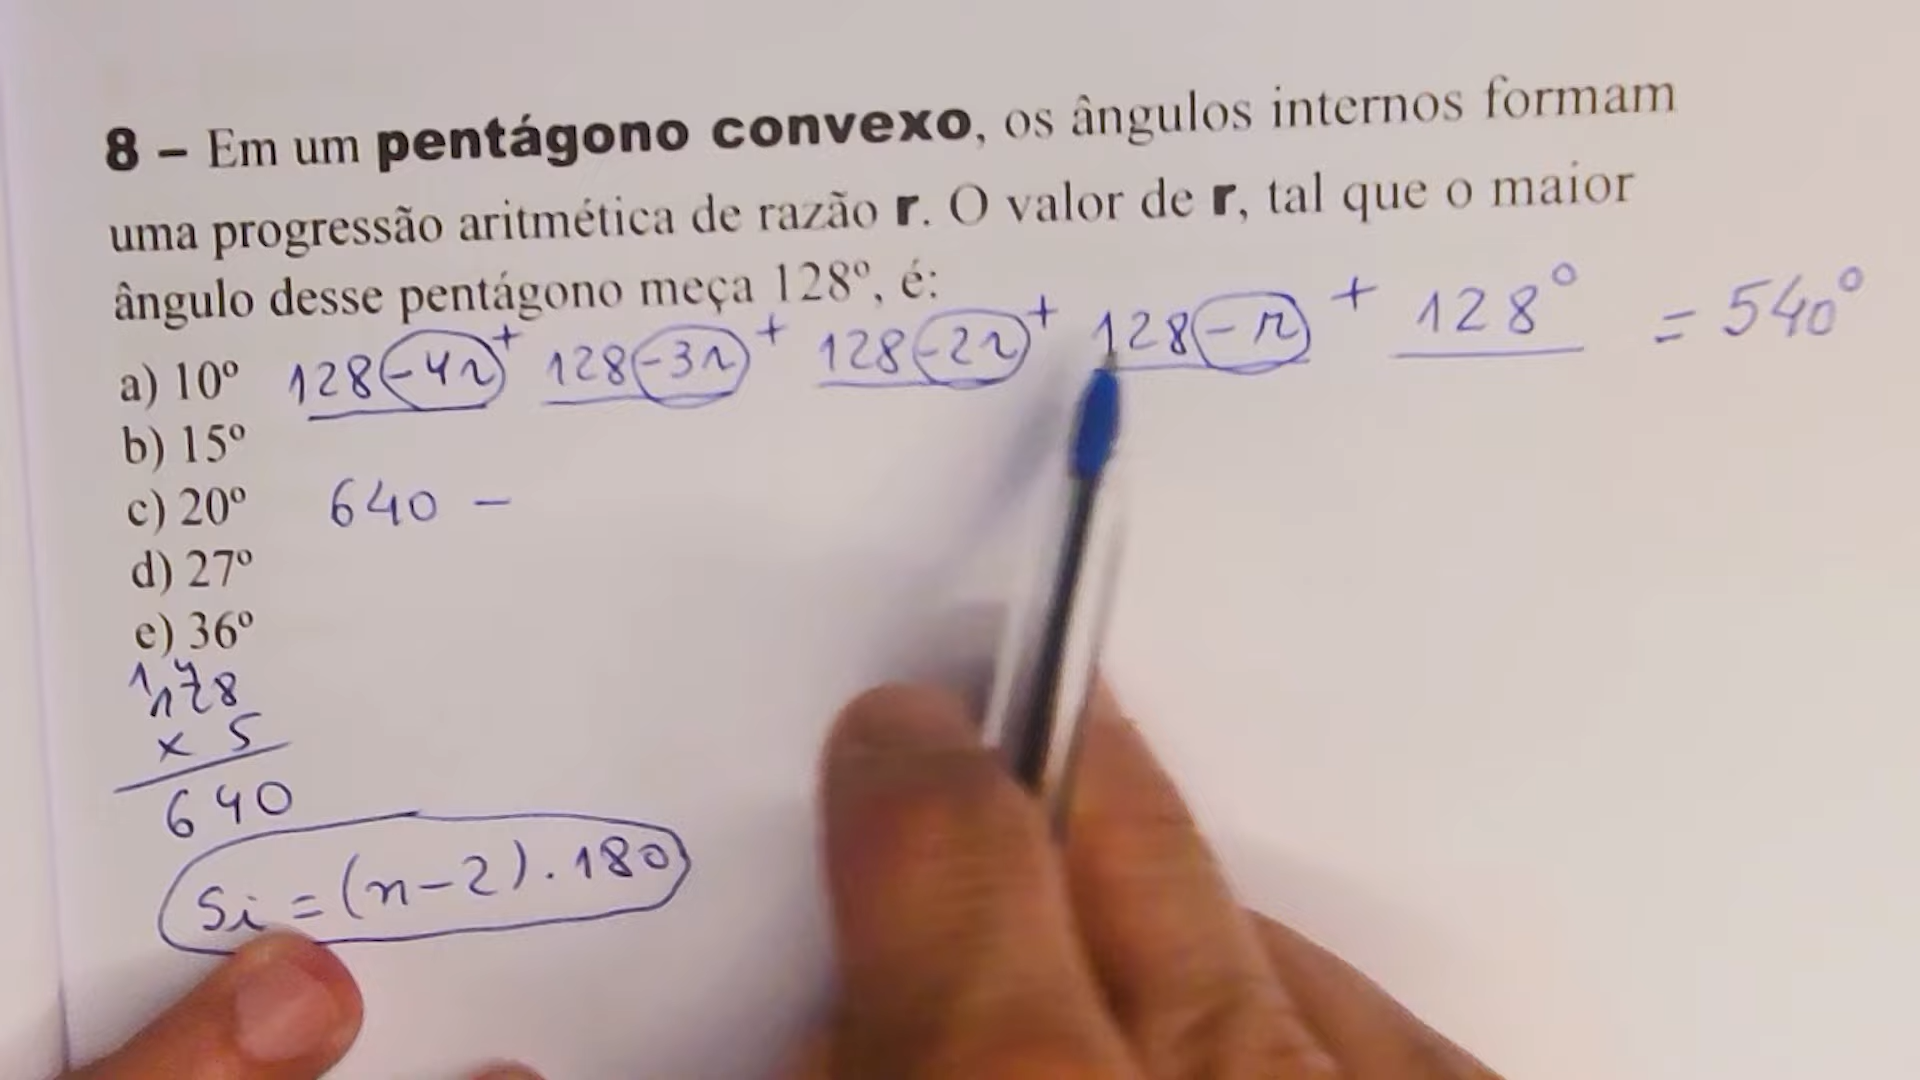 8 – Em um pentágono convexo, os ângulos internos formam
uma progressão aritmética de razão r. O valor de r, tal que o maior
ângulo desse pentágono meça 128º, é:
128-4r + 128-3r + 128-2r + 128-r + 128° = 540°
a) 10º
b) 15º
c) 20º
640 -
d) 27º
e) 36º
1 4
128
x 5
640
Si = (n-2).180